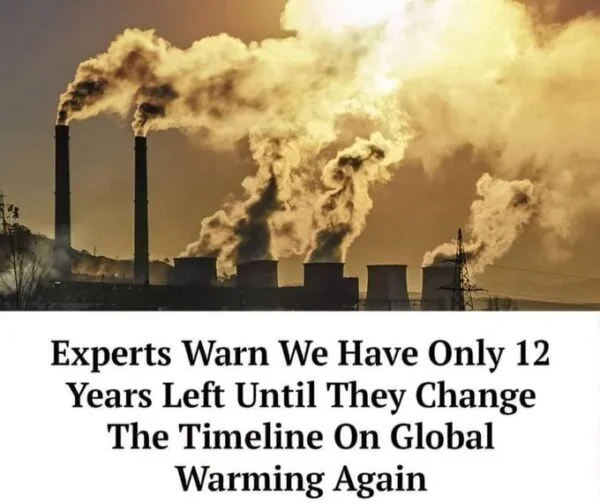 Experts Warn We Have Only 12
Years Left Until They Change
The Timeline On Global
Warming Again